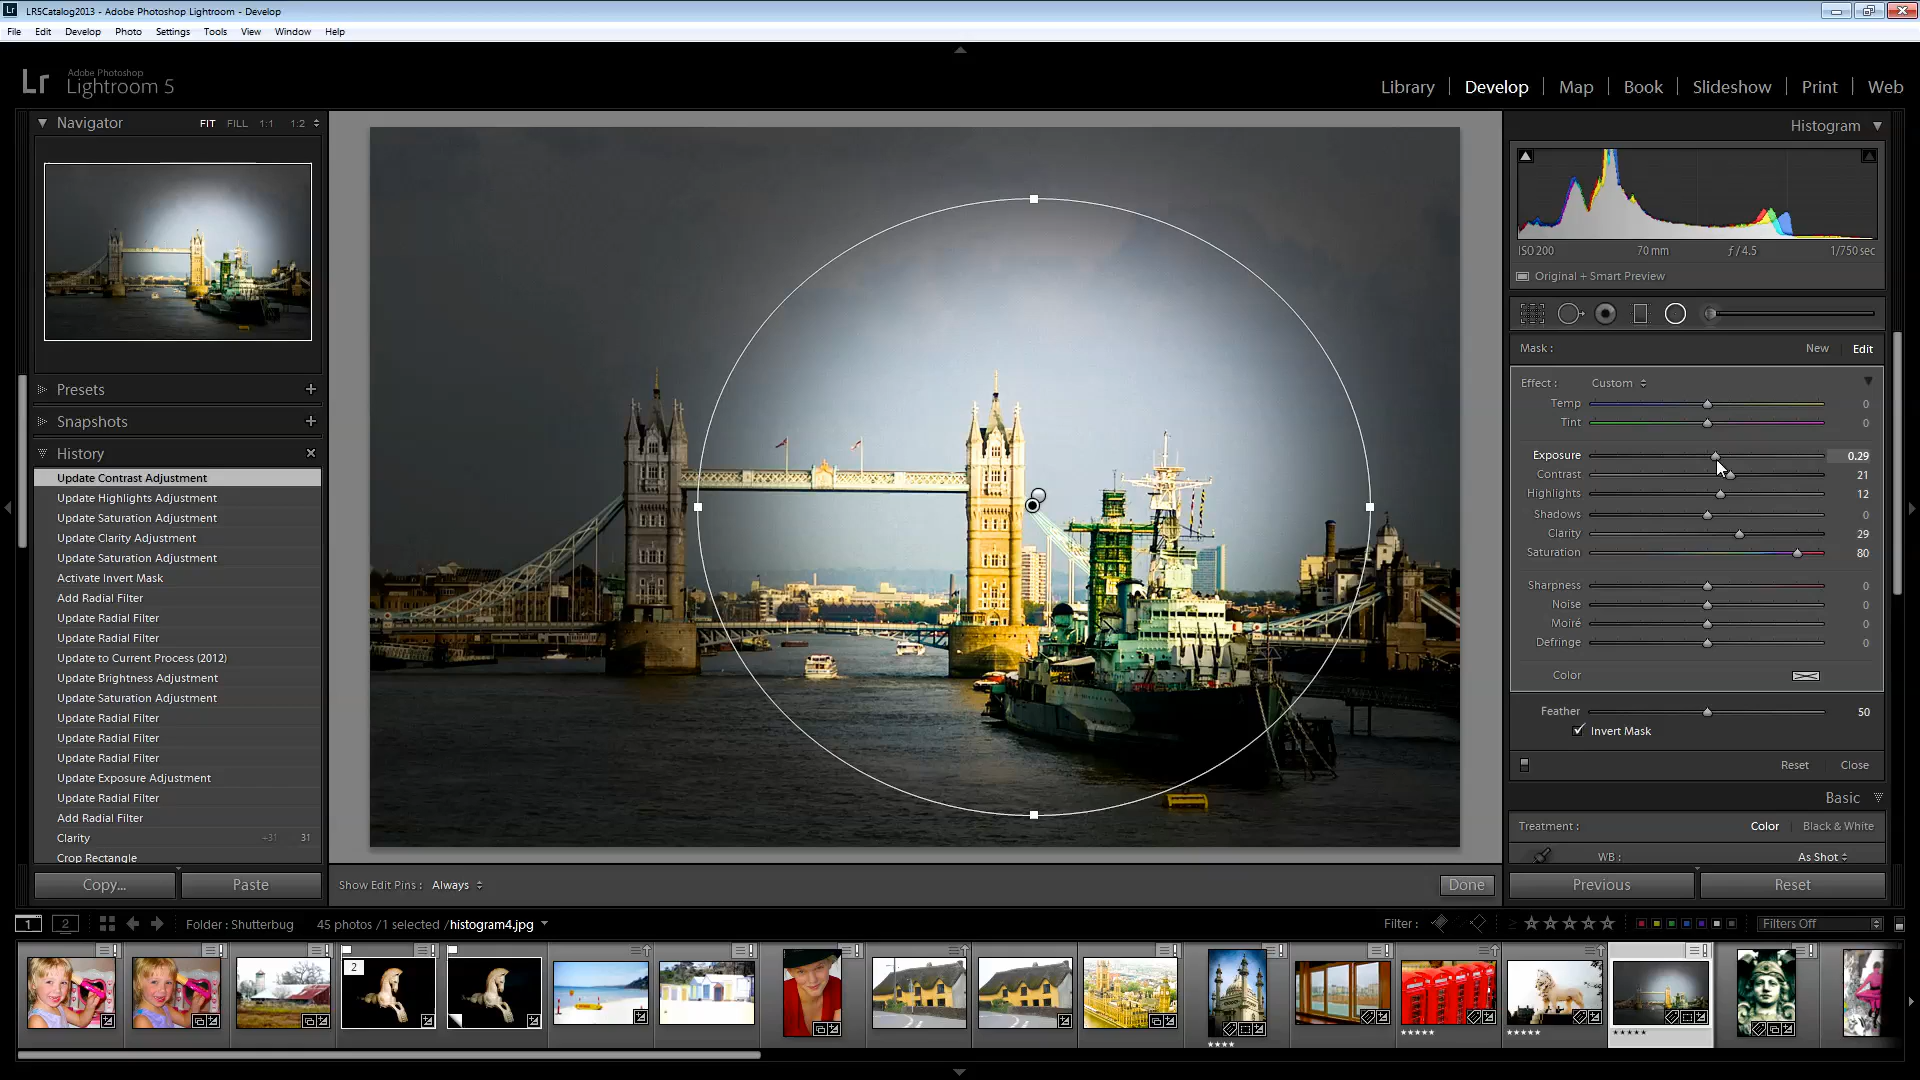 LR5Catalog2013 - Adobe Photoshop Lightroom - Develop
File Edit Develop Photo Settings Tools View Window Help
Lr Adobe Photoshop
Lightroom 5
Library Develop Map Book Slideshow Print Web
Navigator FIT FILL 1:1 1:2
Presets
Snapshots
History
Update Contrast Adjustment
Update Highlights Adjustment
Update Saturation Adjustment
Update Clarity Adjustment
Update Saturation Adjustment
Activate Invert Mask
Add Radial Filter
Update Radial Filter
Update Radial Filter
Update to Current Process (2012)
Update Brightness Adjustment
Update Saturation Adjustment
Update Radial Filter
Update Radial Filter
Update Radial Filter
Update Exposure Adjustment
Update Radial Filter
Add Radial Filter
Clarity +31 31
Crop Rectangle
Copy... Paste
Show Edit Pins : Always
Done
Histogram
ISO 200 70 mm ƒ / 4.5 1/750 sec
Original + Smart Preview
Mask : New Edit
Effect : Custom
Temp 0
Tint 0
Exposure 0.29
Contrast 21
Highlights 12
Shadows 0
Clarity 29
Saturation 80
Sharpness 0
Noise 0
Moiré 0
Defringe 0
Color
Feather 50
Invert Mask
Reset Close
Basic
Treatment : Color Black & White
WB : As Shot
Previous Reset
1 2 Folder : Shutterbug 45 photos /1 selected /histogram4.jpg
Filter : Filters Off
2